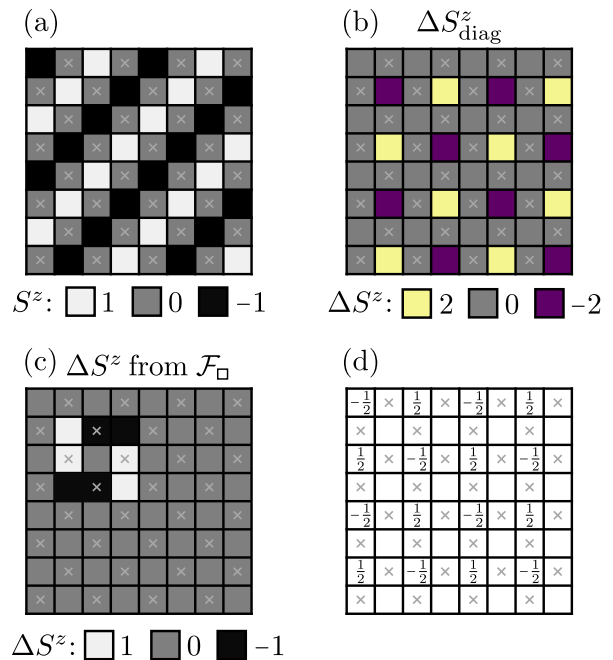 (a)
(b) ΔS^z_diag
S^z: 1 0 -1
ΔS^z: 2 0 -2
(c) ΔS^z from 𝓕_□
(d)
-1/2 × 1/2 × -1/2 × 1/2 ×
× × × ×
1/2 × -1/2 × 1/2 × -1/2 ×
× × × ×
-1/2 × 1/2 × -1/2 × 1/2 ×
× × × ×
1/2 × -1/2 × 1/2 × -1/2 ×
× × × ×
ΔS^z: 1 0 -1